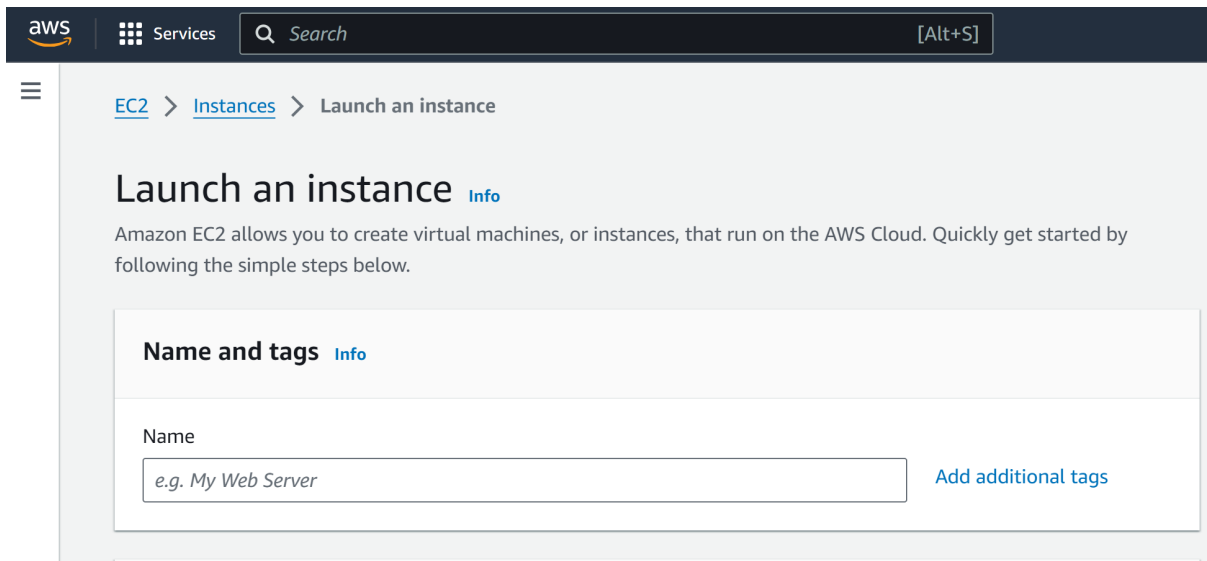 aws
Services
Search [Alt+S]
EC2 > Instances > Launch an instance
Launch an instance Info
Amazon EC2 allows you to create virtual machines, or instances, that run on the AWS Cloud. Quickly get started by
following the simple steps below.
Name and tags Info
Name
e.g. My Web Server
Add additional tags